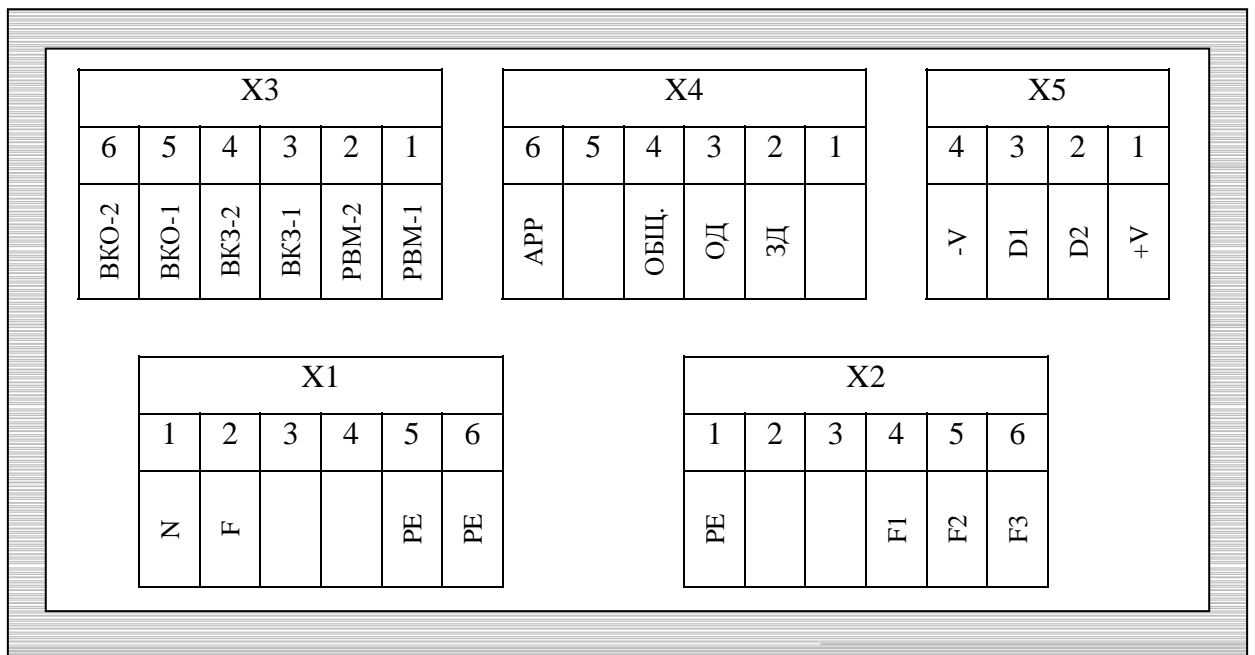 X3
6 5 4 3 2 1
ВКО-2 ВКО-1 ВКЗ-2 ВКЗ-1 РВМ-2 РВМ-1
X4
6 5 4 3 2 1
АРР ОБЩ. ОД ЗД
X5
4 3 2 1
-V D1 D2 +V
X1
1 2 3 4 5 6
N F PE PE
X2
1 2 3 4 5 6
PE F1 F2 F3